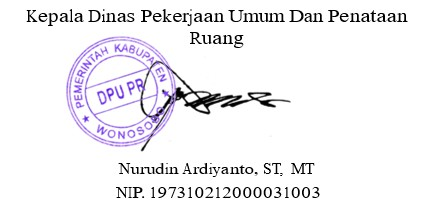 Kepala Dinas Pekerjaan Umum Dan Penataan
Ruang
PEMERINTAH KABUPATEN
DPU PR
WONOSOBO
Nurudin Ardiyanto, ST, MT
NIP. 197310212000031003